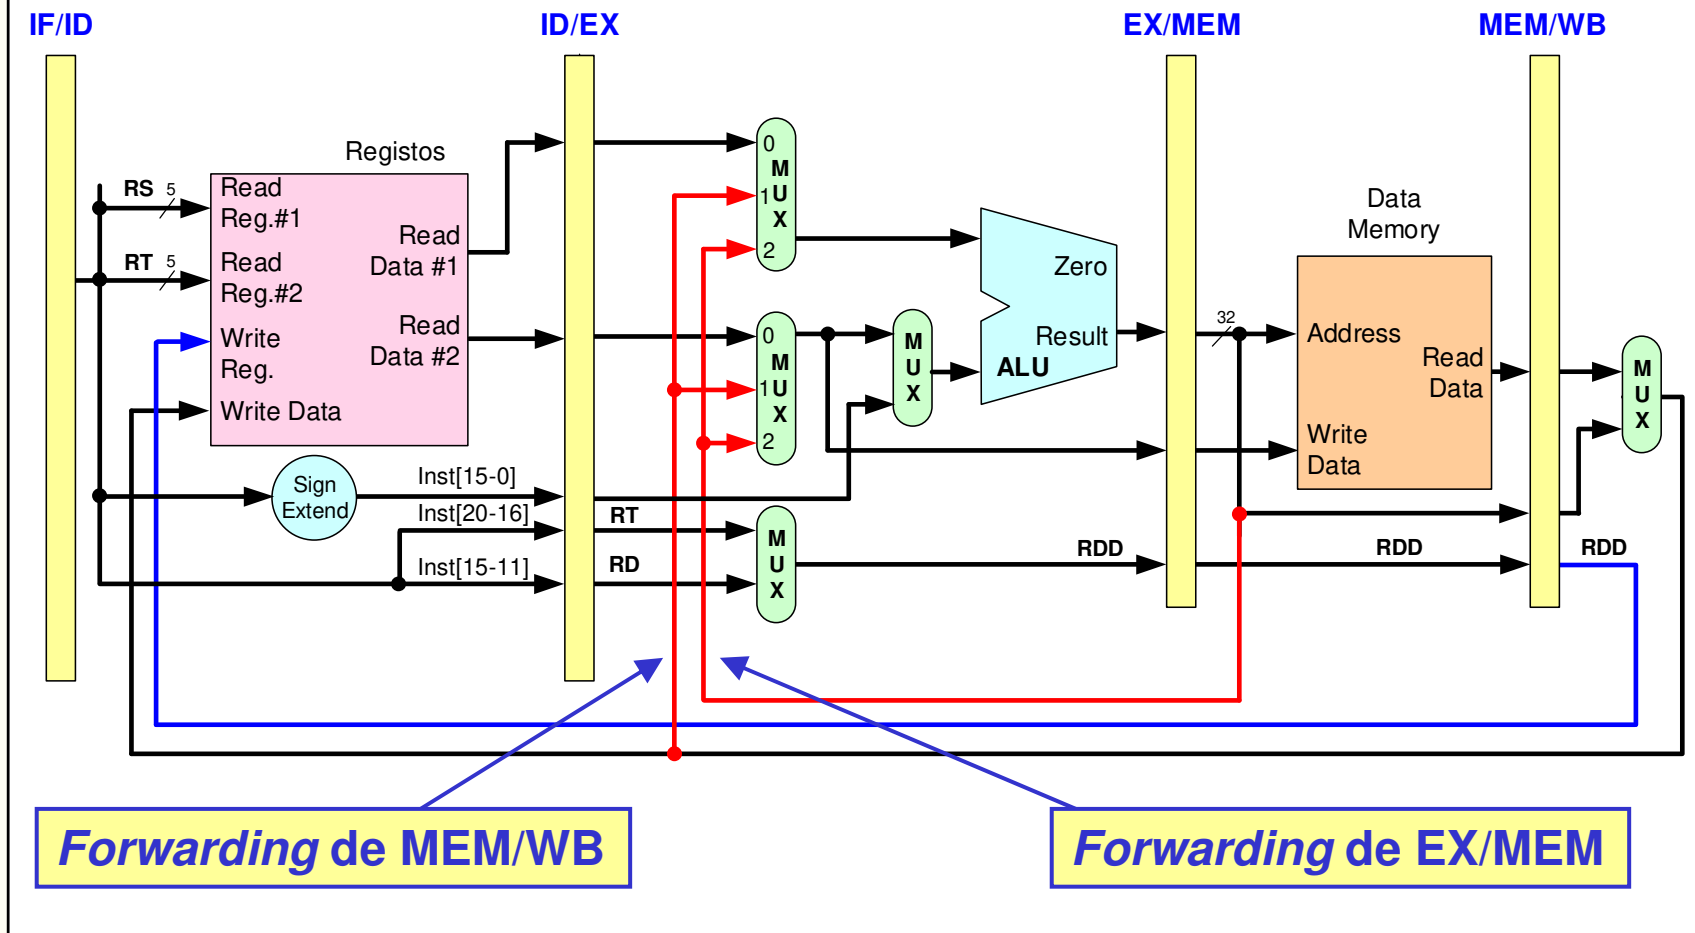 IF/ID
ID/EX
EX/MEM
MEM/WB
Registos
RS
5
RT
5
Read
Reg.#1
Read
Reg.#2
Write
Reg.
Write Data
Read
Data #1
Read
Data #2
Sign
Extend
Inst[15-0]
Inst[20-16]
Inst[15-11]
RT
RD
0
M
1U
X
2
0
M
1U
X
2
M
U
X
M
U
X
Zero
Result
ALU
RDD
32
Data
Memory
Address
Read
Data
Write
Data
RDD
M
U
X
RDD
Forwarding de MEM/WB
Forwarding de EX/MEM